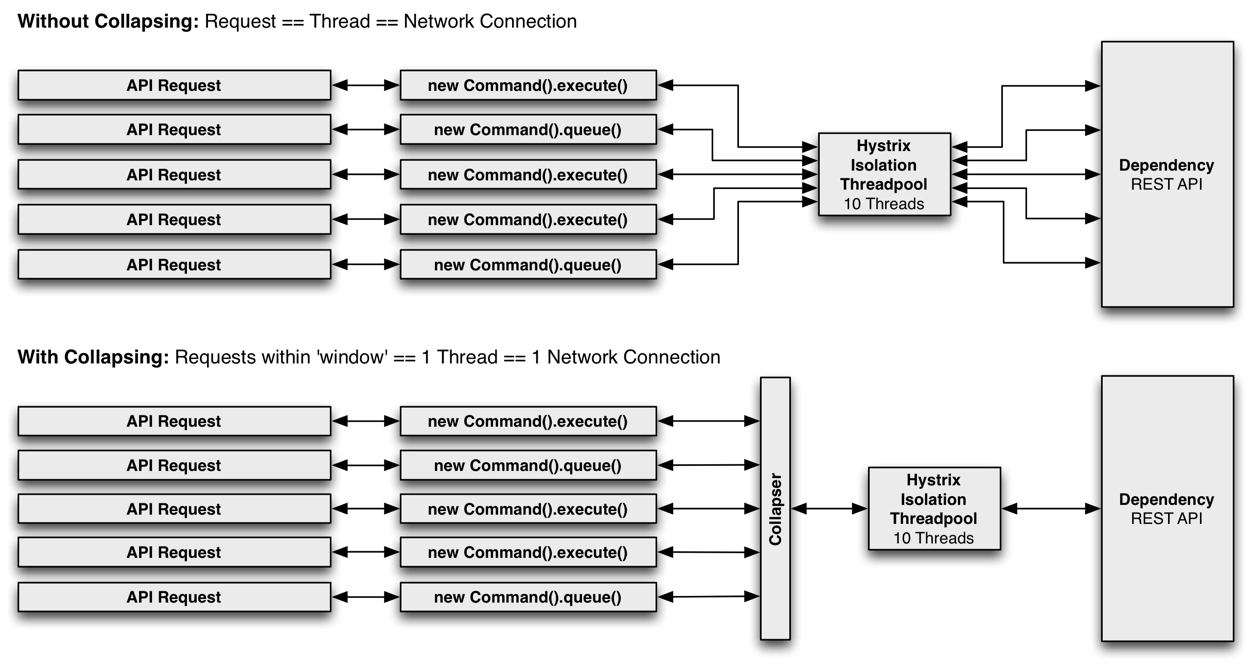 Without Collapsing: Request == Thread == Network Connection
API Request
new Command().execute()
API Request
new Command().queue()
API Request
new Command().execute()
API Request
new Command().execute()
API Request
new Command().queue()
Hystrix
Isolation
Threadpool
10 Threads
Dependency
REST API
With Collapsing: Requests within 'window' == 1 Thread == 1 Network Connection
API Request
new Command().execute()
API Request
new Command().queue()
API Request
new Command().execute()
API Request
new Command().execute()
API Request
new Command().queue()
Collapser
Hystrix
Isolation
Threadpool
10 Threads
Dependency
REST API